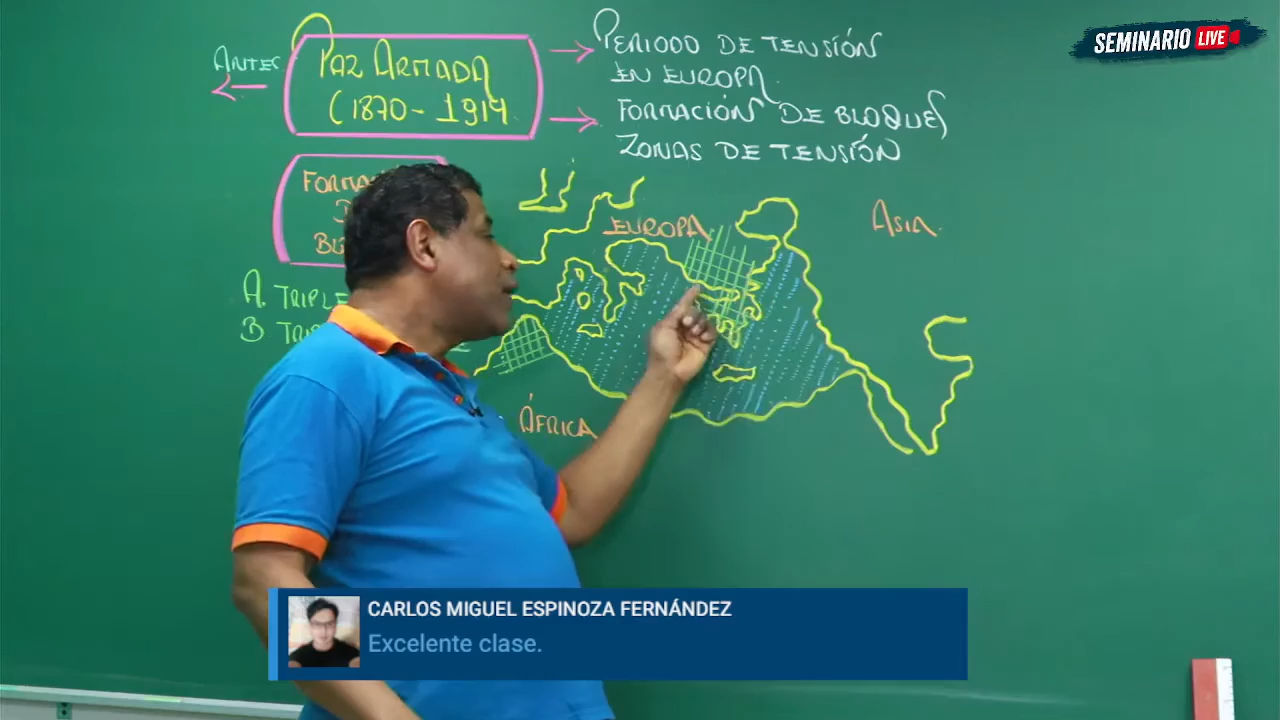 SEMINARIO LIVE
ANTES
PAZ ARMADA
(1870 - 1914
PERIODO DE TENSIÓN
EN EUROPA
FORMACIÓN DE BLOQUES
ZONAS DE TENSIÓN
EUROPA
ASIA
A. TRIPLE
B
ÁFRICA
CARLOS MIGUEL ESPINOZA FERNÁNDEZ
Excelente clase.